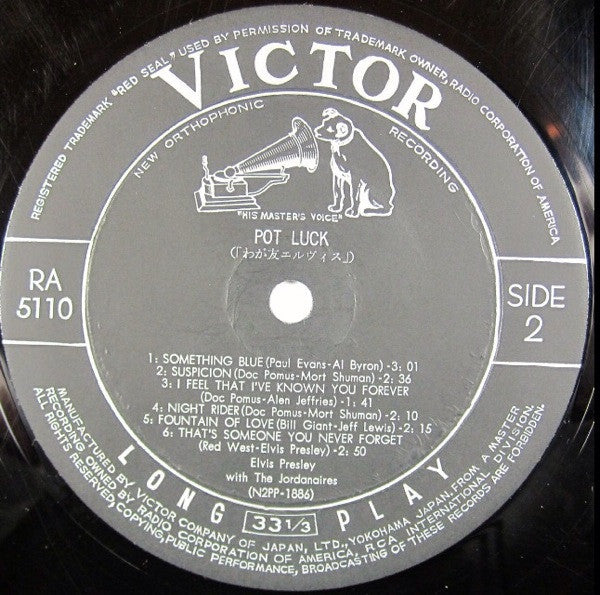 REGISTERED TRADEMARK "RED SEAL" USED BY PERMISSION OF TRADEMARK OWNER, RADIO CORPORATION OF AMERICA
VICTOR
NEW ORTHOPHONIC RECORDING
"HIS MASTER'S VOICE"
POT LUCK
(「わが友エルヴィス」)
RA
5110
SIDE
2
1: SOMETHING BLUE (Paul Evans-Al Byron)-3: 01
2: SUSPICION (Doc Pomus-Mort Shuman)-2: 36
3: I FEEL THAT I'VE KNOWN YOU FOREVER
(Doc Pomus-Alen Jeffries)-1: 41
4: NIGHT RIDER (Doc Pomus-Mort Shuman)-2: 10
5: FOUNTAIN OF LOVE (Bill Giant-Jeff Lewis)-2: 15
6: THAT'S SOMEONE YOU NEVER FORGET
(Red West-Elvis Presley)-2: 50
Elvis Presley
with The Jordanaires
(N2PP-1886)
LONG 33 1/3 PLAY
MANUFACTURED BY VICTOR COMPANY OF JAPAN, LTD., YOKOHAMA, JAPAN, FROM A MASTER
RECORDING OWNED BY RADIO CORPORATION OF AMERICA, R.C.A. INTERNATIONAL DIVISION.
ALL RIGHTS RESERVED, COPYING, PUBLIC PERFORMANCE, BROADCASTING OF THESE RECORDS ARE FORBIDDEN.